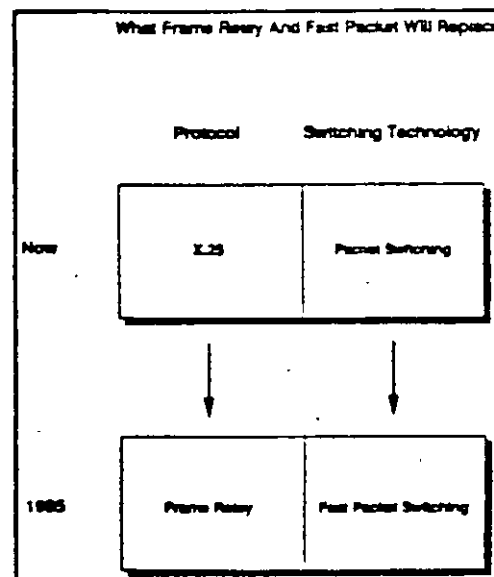 What Frame Relay And Fast Packet Will Replac
Protocol Switching Technology
Now X.25 Packet Switching
1995 Frame Relay Fast Packet Switching